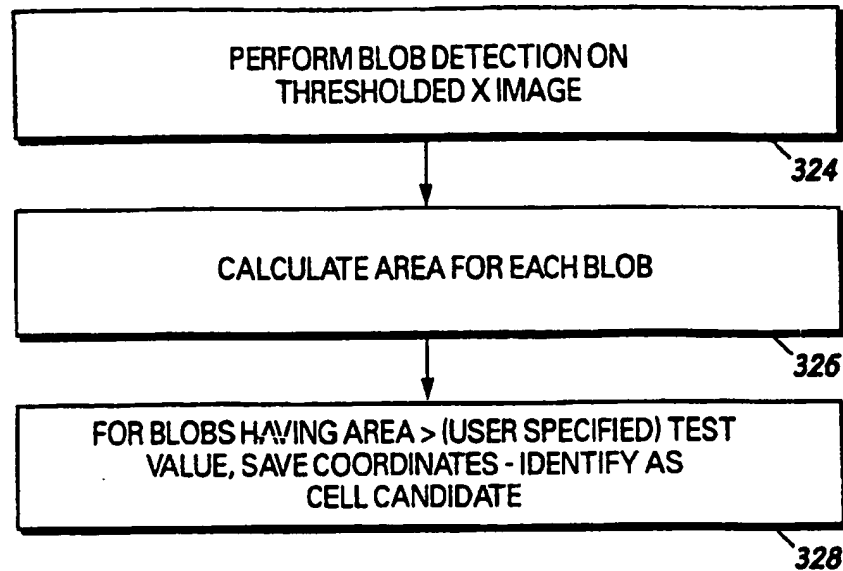 PERFORM BLOB DETECTION ON
THRESHOLDED X IMAGE
324
CALCULATE AREA FOR EACH BLOB
326
FOR BLOBS HAVING AREA > (USER SPECIFIED) TEST
VALUE, SAVE COORDINATES - IDENTIFY AS
CELL CANDIDATE
328